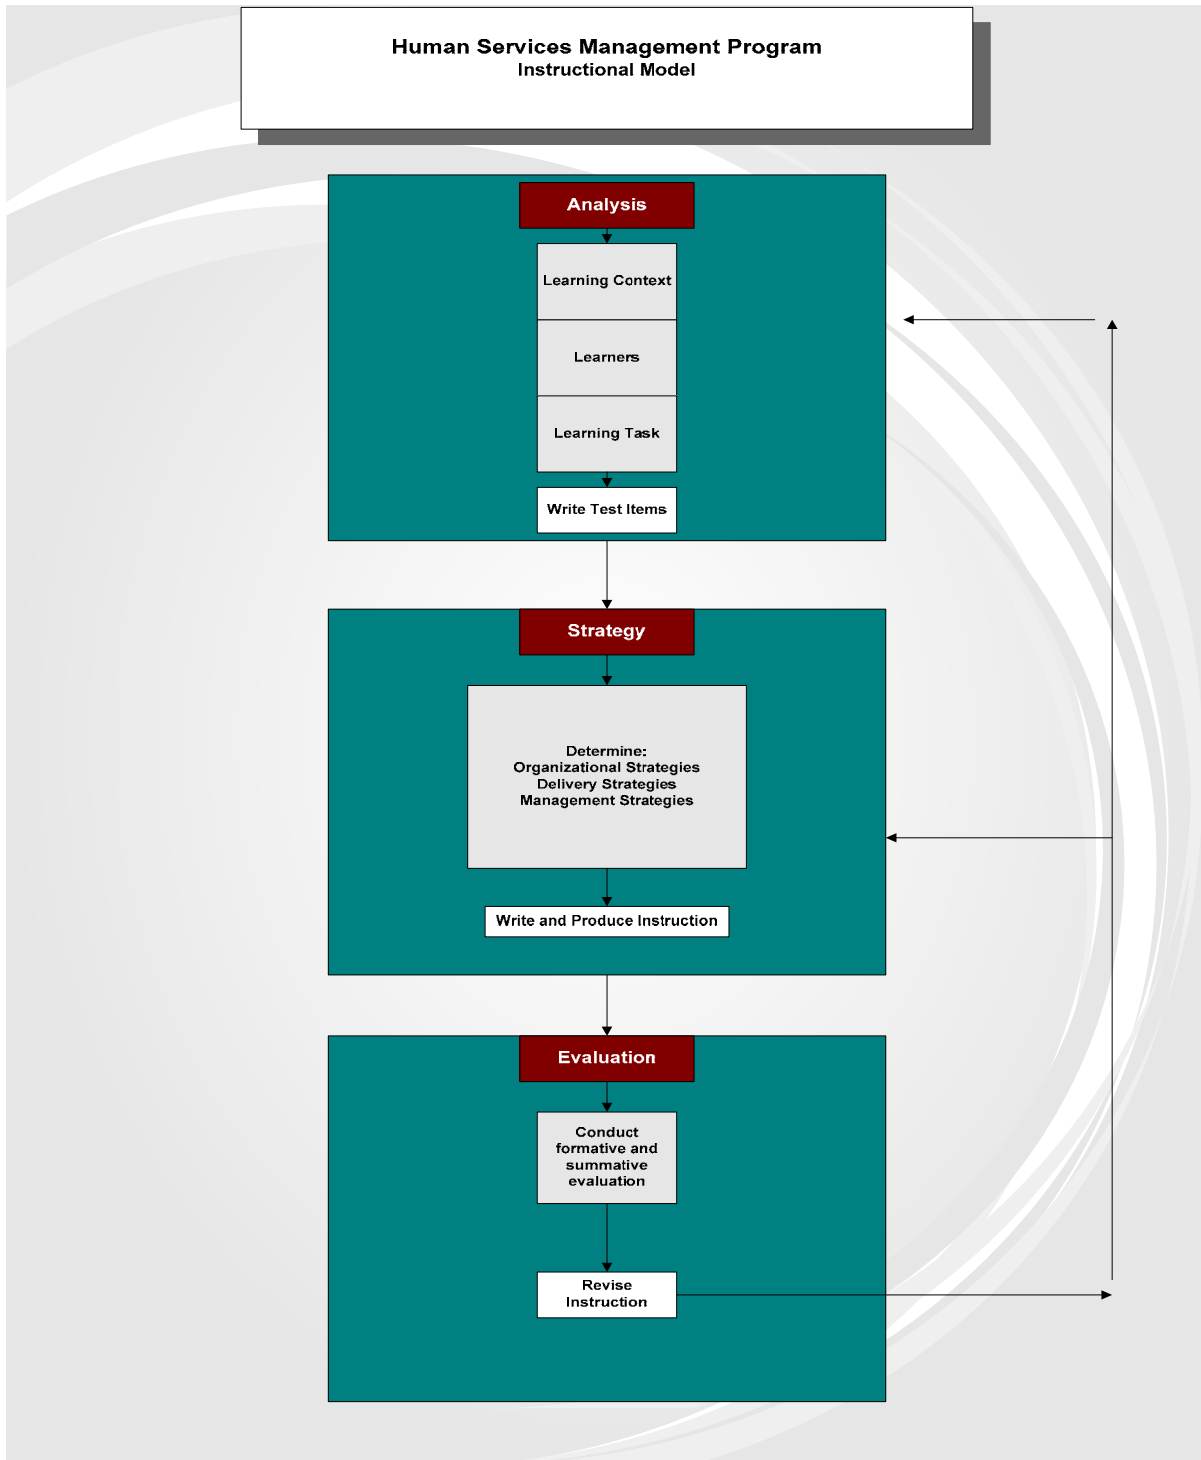 Human Services Management Program
Instructional Model
Analysis
Learning Context
Learners
Learning Task
Write Test Items
Strategy
Determine:
Organizational Strategies
Delivery Strategies
Management Strategies
Write and Produce Instruction
Evaluation
Conduct
formative and
summative
evaluation
Revise
Instruction